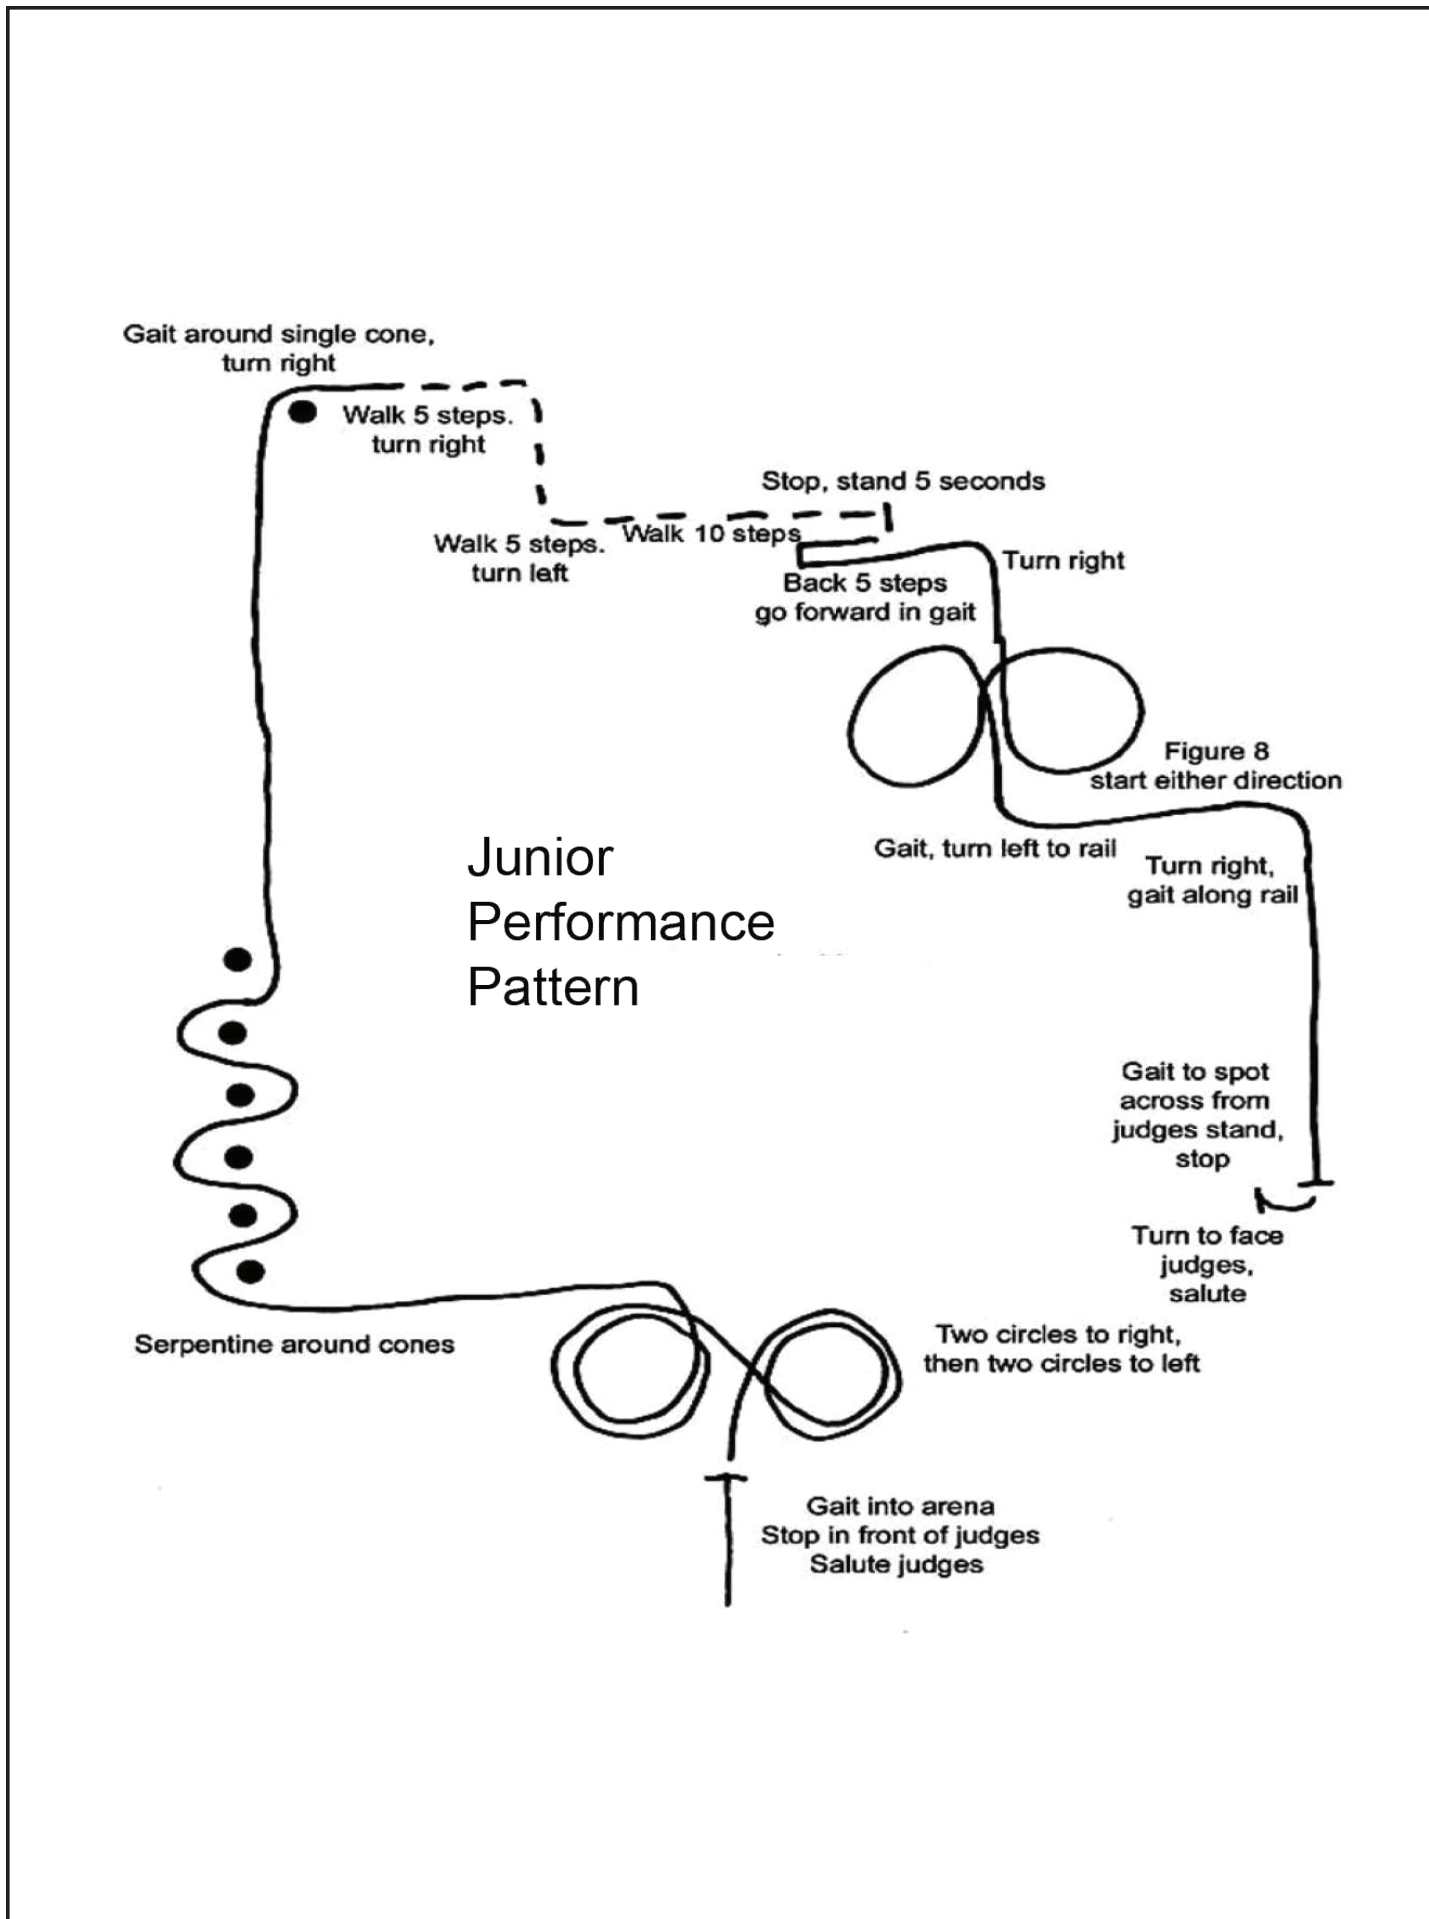 Gait around single cone,
turn right
Walk 5 steps.
turn right
Stop, stand 5 seconds
Walk 5 steps.
turn left
Walk 10 steps
Turn right
Back 5 steps
go forward in gait
Figure 8
start either direction
Gait, turn left to rail
Turn right,
gait along rail
Junior
Performance
Pattern
Gait to spot
across from
judges stand,
stop
Turn to face
judges,
salute
Serpentine around cones
Two circles to right,
then two circles to left
Gait into arena
Stop in front of judges
Salute judges